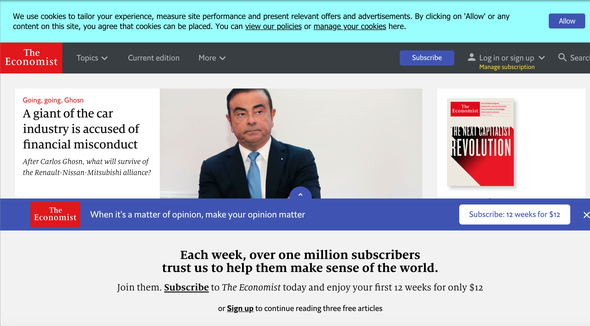 We use cookies to tailor your experience, measure site performance and present relevant offers and advertisements. By clicking on 'Allow' or any
content on this site, you agree that cookies can be placed. You can view our policies or manage your cookies here.
Allow
The
Economist
Topics
Current edition
More
Subscribe
Log in or sign up
Manage subscription
Searc
Going, going, Ghosn
A giant of the car
industry is accused of
financial misconduct
After Carlos Ghosn, what will survive of
the Renault-Nissan-Mitsubishi alliance?
The Economist
THE NEXT CAPITALIST
REVOLUTION
The
Economist
When it's a matter of opinion, make your opinion matter
Subscribe: 12 weeks for $12
Each week, over one million subscribers
trust us to help them make sense of the world.
Join them. Subscribe to The Economist today and enjoy your first 12 weeks for only $12
or Sign up to continue reading three free articles